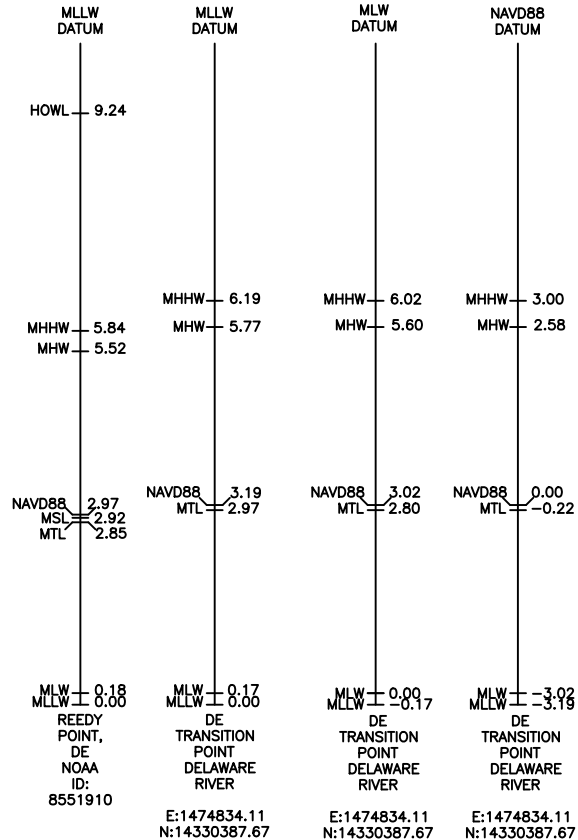 MLLW
DATUM
HOWL 9.24
MHHW 5.84
MHW 5.52
NAVD88 2.97
MSL 2.92
MTL 2.85
MLW 0.18
MLLW 0.00
REEDY
POINT,
DE
NOAA
ID:
8551910
MLLW
DATUM
MHHW 6.19
MHW 5.77
NAVD88 3.19
MTL 2.97
MLW 0.17
MLLW 0.00
DE
TRANSITION
POINT
DELAWARE
RIVER
E:1474834.11
N:14330387.67
MLW
DATUM
MHHW 6.02
MHW 5.60
NAVD88 3.02
MTL 2.80
MLW 0.00
MLLW -0.17
DE
TRANSITION
POINT
DELAWARE
RIVER
E:1474834.11
N:14330387.67
NAVD88
DATUM
MHHW 3.00
MHW 2.58
NAVD88 0.00
MTL -0.22
MLW -3.02
MLLW -3.19
DE
TRANSITION
POINT
DELAWARE
RIVER
E:1474834.11
N:14330387.67